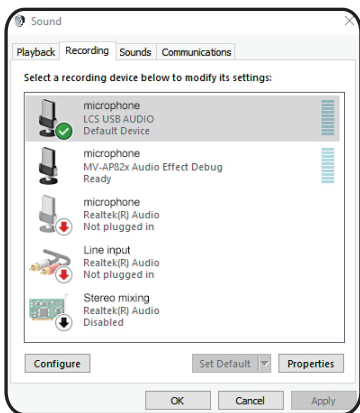 Sound
Playback Recording Sounds Communications
Select a recording device below to modify its settings:
microphone
LCS USB AUDIO
Default Device
microphone
MV-AP82x Audio Effect Debug
Ready
microphone
Realtek(R) Audio
Not plugged in
Line input
Realtek(R) Audio
Not plugged in
Stereo mixing
Realtek(R) Audio
Disabled
Configure Set Default Properties
OK Cancel Apply